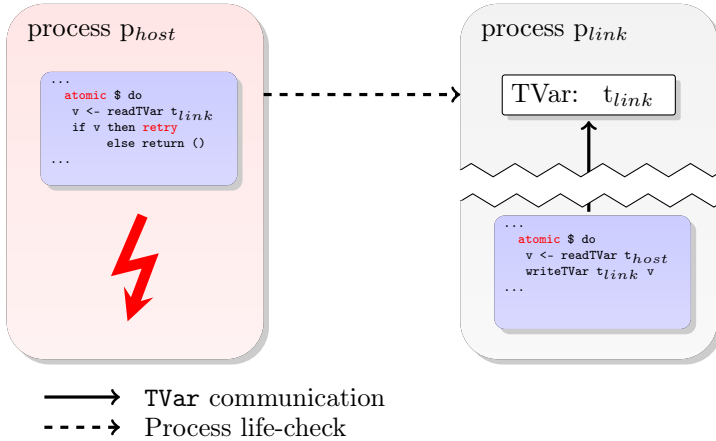 process p_host
...
atomic $ do
v <- readTVar t_link
if v then retry
else return ()
...
process p_link
TVar: t_link
...
atomic $ do
v <- readTVar t_host
writeTVar t_link v
...
TVar communication
Process life-check